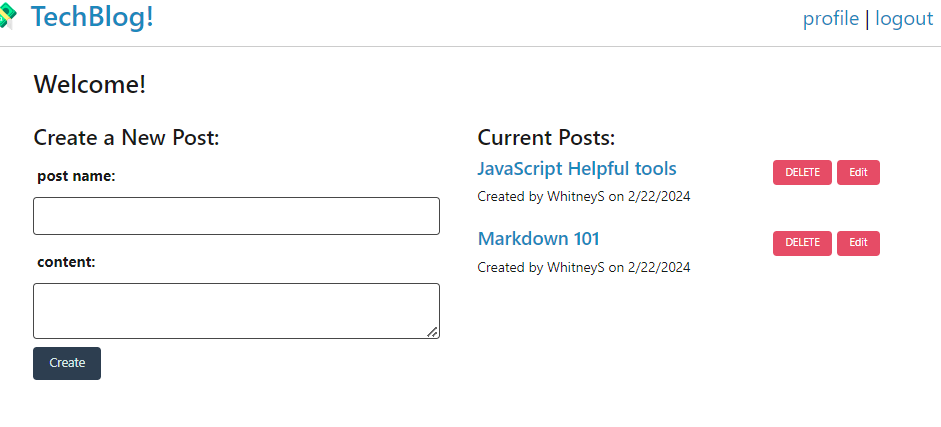 TechBlog!
profile | logout
Welcome!
Create a New Post:
post name:
content:
Create
Current Posts:
JavaScript Helpful tools
DELETE Edit
Created by WhitneyS on 2/22/2024
Markdown 101
DELETE Edit
Created by WhitneyS on 2/22/2024